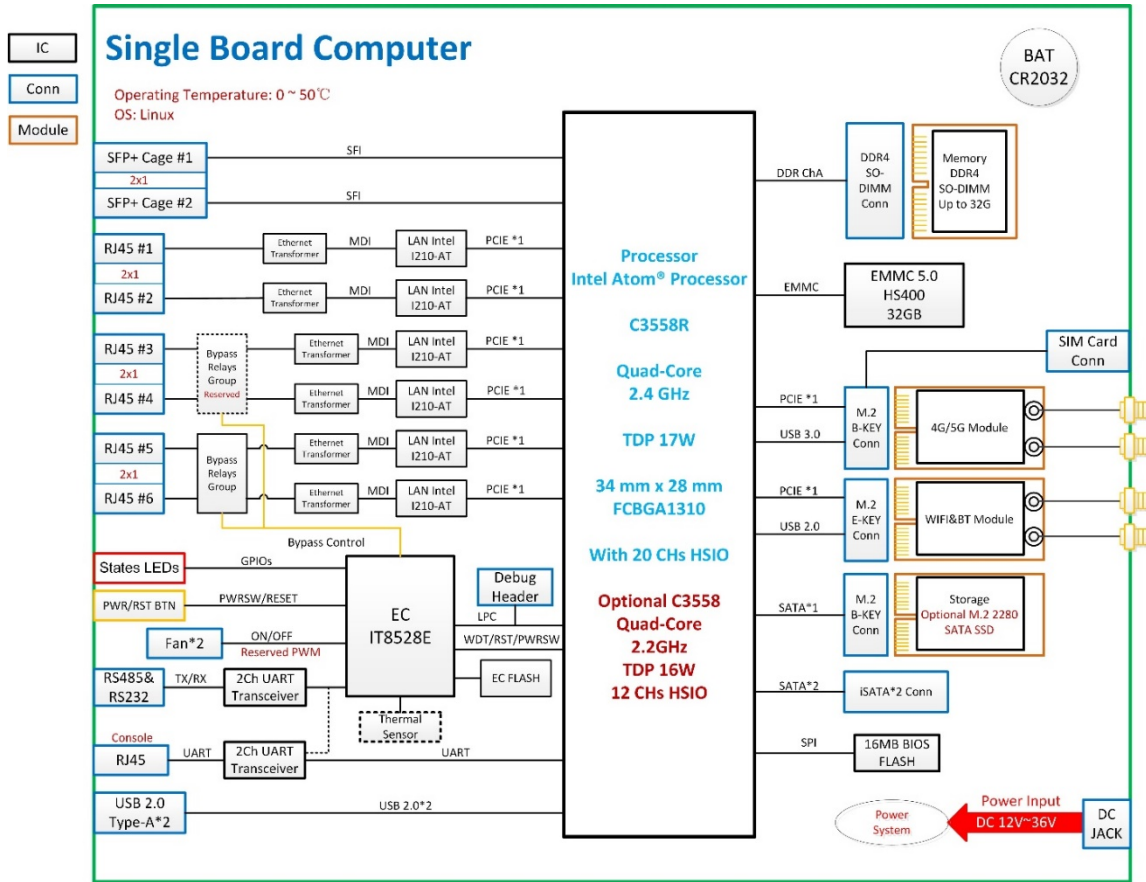 IC
Conn
Module
Single Board Computer
Operating Temperature: 0 ~ 50℃
OS: Linux
BAT
CR2032
SFP+ Cage #1
2x1
SFP+ Cage #2
SFI
SFI
RJ45 #1
2x1
RJ45 #2
Ethernet
Transformer
MDI
LAN Intel
I210-AT
PCIE *1
Ethernet
Transformer
MDI
LAN Intel
I210-AT
PCIE *1
RJ45 #3
2x1
RJ45 #4
Bypass
Relays
Group
Reserved
Ethernet
Transformer
MDI
LAN Intel
I210-AT
PCIE *1
Ethernet
Transformer
MDI
LAN Intel
I210-AT
PCIE *1
RJ45 #5
2x1
RJ45 #6
Bypass
Relays
Group
Ethernet
Transformer
MDI
LAN Intel
I210-AT
PCIE *1
Ethernet
Transformer
MDI
LAN Intel
I210-AT
PCIE *1
Bypass Control
States LEDs
GPIOs
PWR/RST BTN
PWRSW/RESET
Fan*2
ON/OFF
Reserved PWM
RS485&
RS232
TX/RX
2Ch UART
Transceiver
EC
IT8528E
Debug
Header
LPC
WDT/RST/PWRSW
EC FLASH
Thermal
Sensor
Console
RJ45
UART
2Ch UART
Transceiver
UART
USB 2.0
Type-A*2
USB 2.0*2
Processor
Intel Atom® Processor
C3558R
Quad-Core
2.4 GHz
TDP 17W
34 mm x 28 mm
FCBGA1310
With 20 CHs HSIO
Optional C3558
Quad-Core
2.2GHz
TDP 16W
12 CHs HSIO
DDR ChA
DDR4
SO-
DIMM
Conn
Memory
DDR4
SO-DIMM
Up to 32G
EMMC
EMMC 5.0
HS400
32GB
SIM Card
Conn
PCIE *1
USB 3.0
M.2
B-KEY
Conn
4G/5G Module
PCIE *1
USB 2.0
M.2
E-KEY
Conn
WIFI&BT Module
SATA*1
M.2
B-KEY
Conn
Storage
Optional M.2 2280
SATA SSD
SATA*2
iSATA*2 Conn
SPI
16MB BIOS
FLASH
Power
System
Power Input
DC 12V~36V
DC
JACK